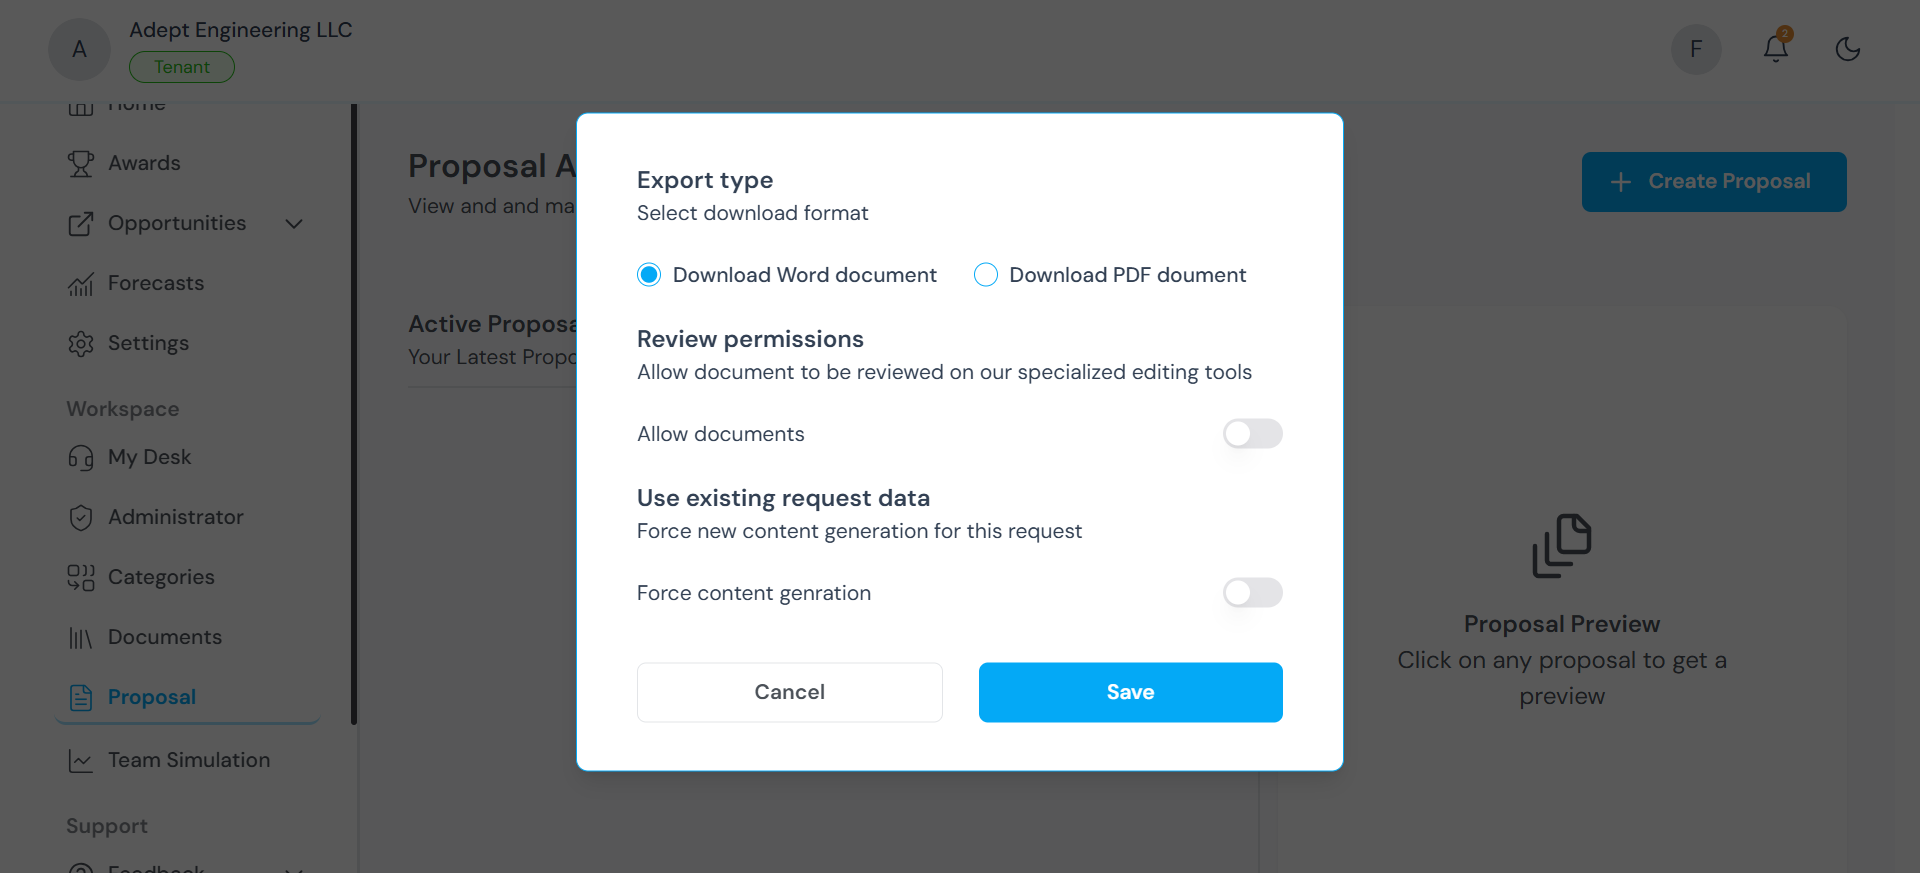 A
Adept Engineering LLC
Tenant
F
2
Home
Awards
Opportunities
Forecasts
Settings
Workspace
My Desk
Administrator
Categories
Documents
Proposal
Team Simulation
Support
Feedback
Proposal A
View and and ma
Create Proposal
Active Propos
Your Latest Propo
Export type
Select download format
Download Word document
Download PDF doument
Review permissions
Allow document to be reviewed on our specialized editing tools
Allow documents
Use existing request data
Force new content generation for this request
Force content genration
Cancel
Save
Proposal Preview
Click on any proposal to get a
preview